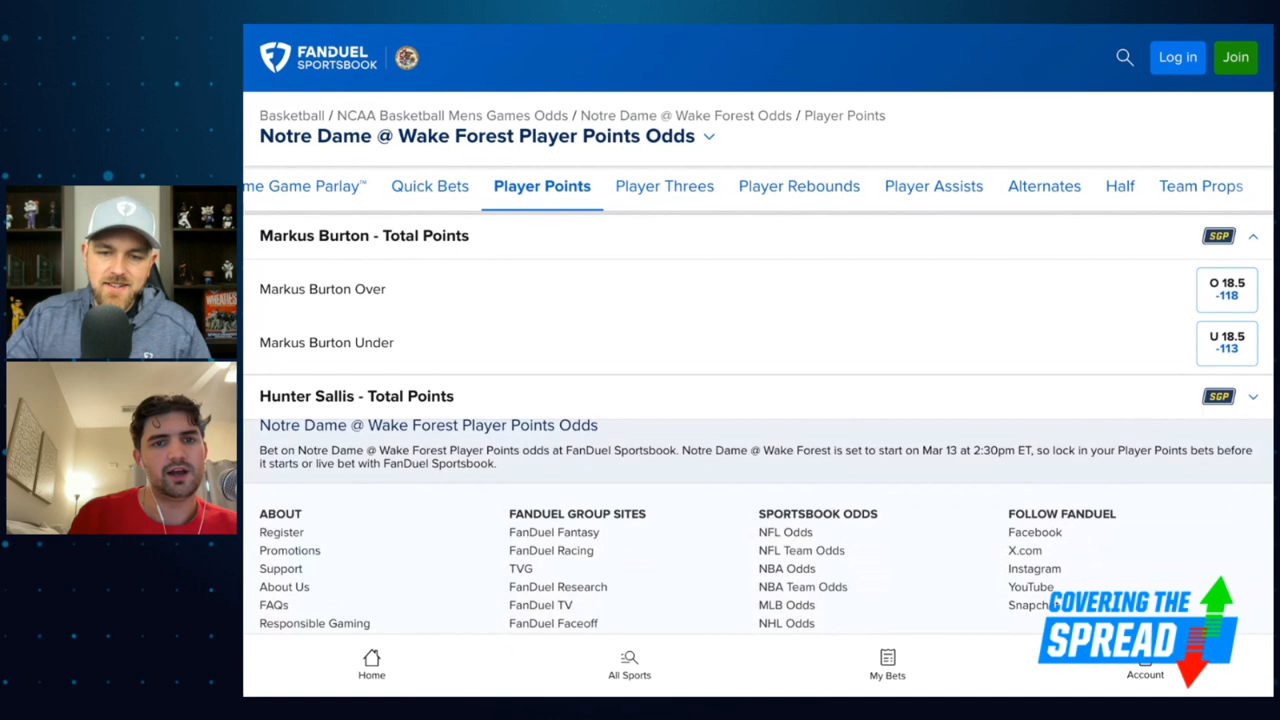 FANDUEL
SPORTSBOOK
Log in
Join
Basketball / NCAA Basketball Mens Games Odds / Notre Dame @ Wake Forest Odds / Player Points
Notre Dame @ Wake Forest Player Points Odds
me Game Parlay™ Quick Bets Player Points Player Threes Player Rebounds Player Assists Alternates Half Team Props
Markus Burton - Total Points
SGP
Markus Burton Over
O 18.5
-118
Markus Burton Under
U 18.5
-113
Hunter Sallis - Total Points
SGP
Notre Dame @ Wake Forest Player Points Odds
Bet on Notre Dame @ Wake Forest Player Points odds at FanDuel Sportsbook. Notre Dame @ Wake Forest is set to start on Mar 13 at 2:30pm ET, so lock in your Player Points bets before
it starts or live bet with FanDuel Sportsbook.
ABOUT
Register
Promotions
Support
About Us
FAQs
Responsible Gaming
FANDUEL GROUP SITES
FanDuel Fantasy
FanDuel Racing
TVG
FanDuel Research
FanDuel TV
FanDuel Faceoff
SPORTSBOOK ODDS
NFL Odds
NFL Team Odds
NBA Odds
NBA Team Odds
MLB Odds
NHL Odds
FOLLOW FANDUEL
Facebook
X.com
Instagram
YouTube
Snapch
COVERING THE
SPREAD
Home
All Sports
My Bets
Account
WHEATIES